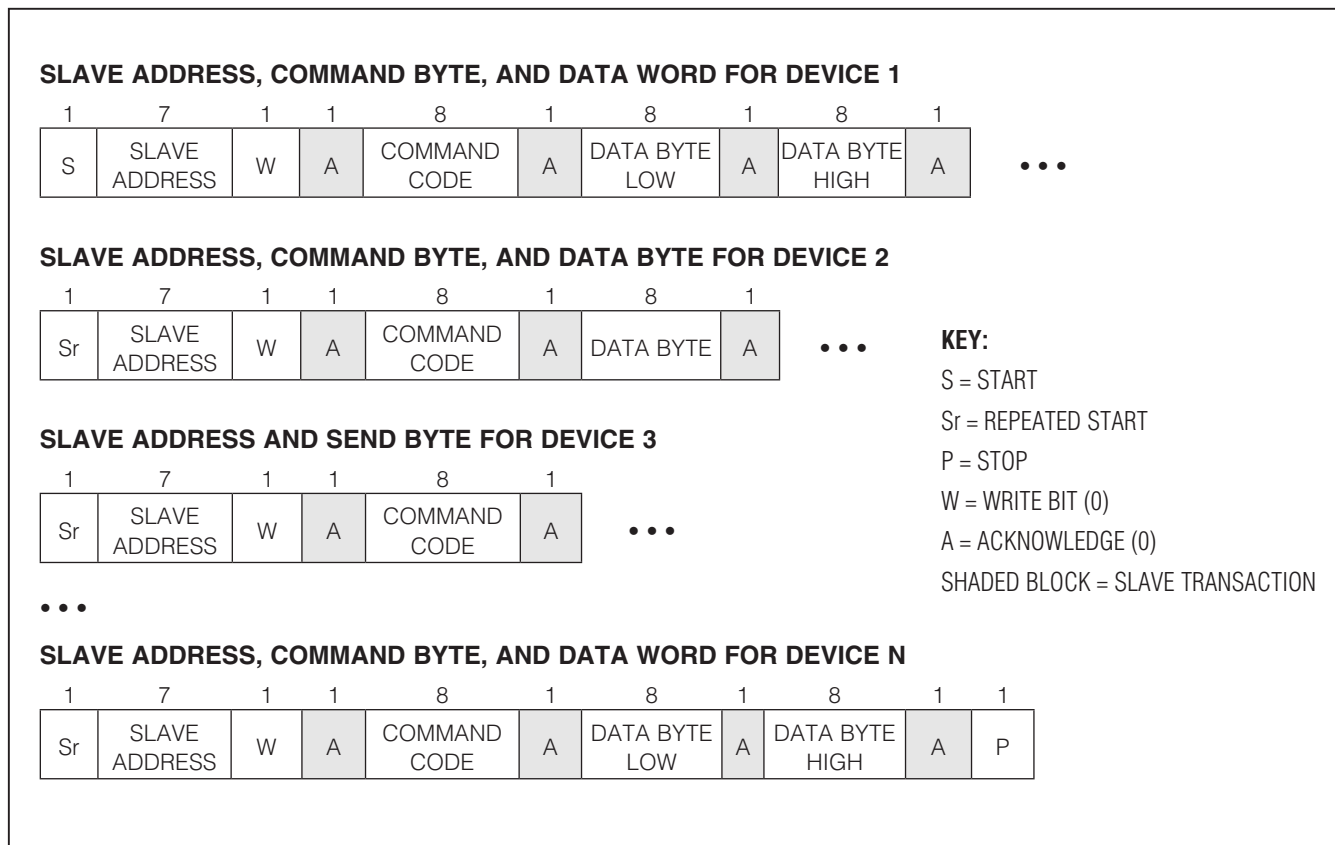 SLAVE ADDRESS, COMMAND BYTE, AND DATA WORD FOR DEVICE 1
1 7 1 1 8 1 8 1 8 1
S SLAVE ADDRESS W A COMMAND CODE A DATA BYTE LOW A DATA BYTE HIGH A •••
SLAVE ADDRESS, COMMAND BYTE, AND DATA BYTE FOR DEVICE 2
1 7 1 1 8 1 8 1
Sr SLAVE ADDRESS W A COMMAND CODE A DATA BYTE A •••
SLAVE ADDRESS AND SEND BYTE FOR DEVICE 3
1 7 1 1 8 1
Sr SLAVE ADDRESS W A COMMAND CODE A •••
•••
SLAVE ADDRESS, COMMAND BYTE, AND DATA WORD FOR DEVICE N
1 7 1 1 8 1 8 1 8 1 1
Sr SLAVE ADDRESS W A COMMAND CODE A DATA BYTE LOW A DATA BYTE HIGH A P
KEY:
S = START
Sr = REPEATED START
P = STOP
W = WRITE BIT (0)
A = ACKNOWLEDGE (0)
SHADED BLOCK = SLAVE TRANSACTION